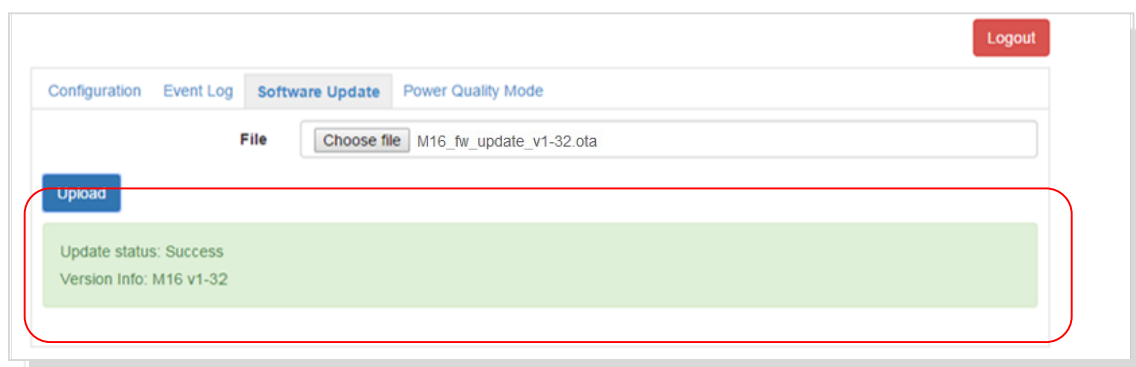 Logout
Configuration Event Log Software Update Power Quality Mode
File Choose file M16_fw_update_v1-32.ota
Upload
Update status: Success
Version Info: M16 v1-32